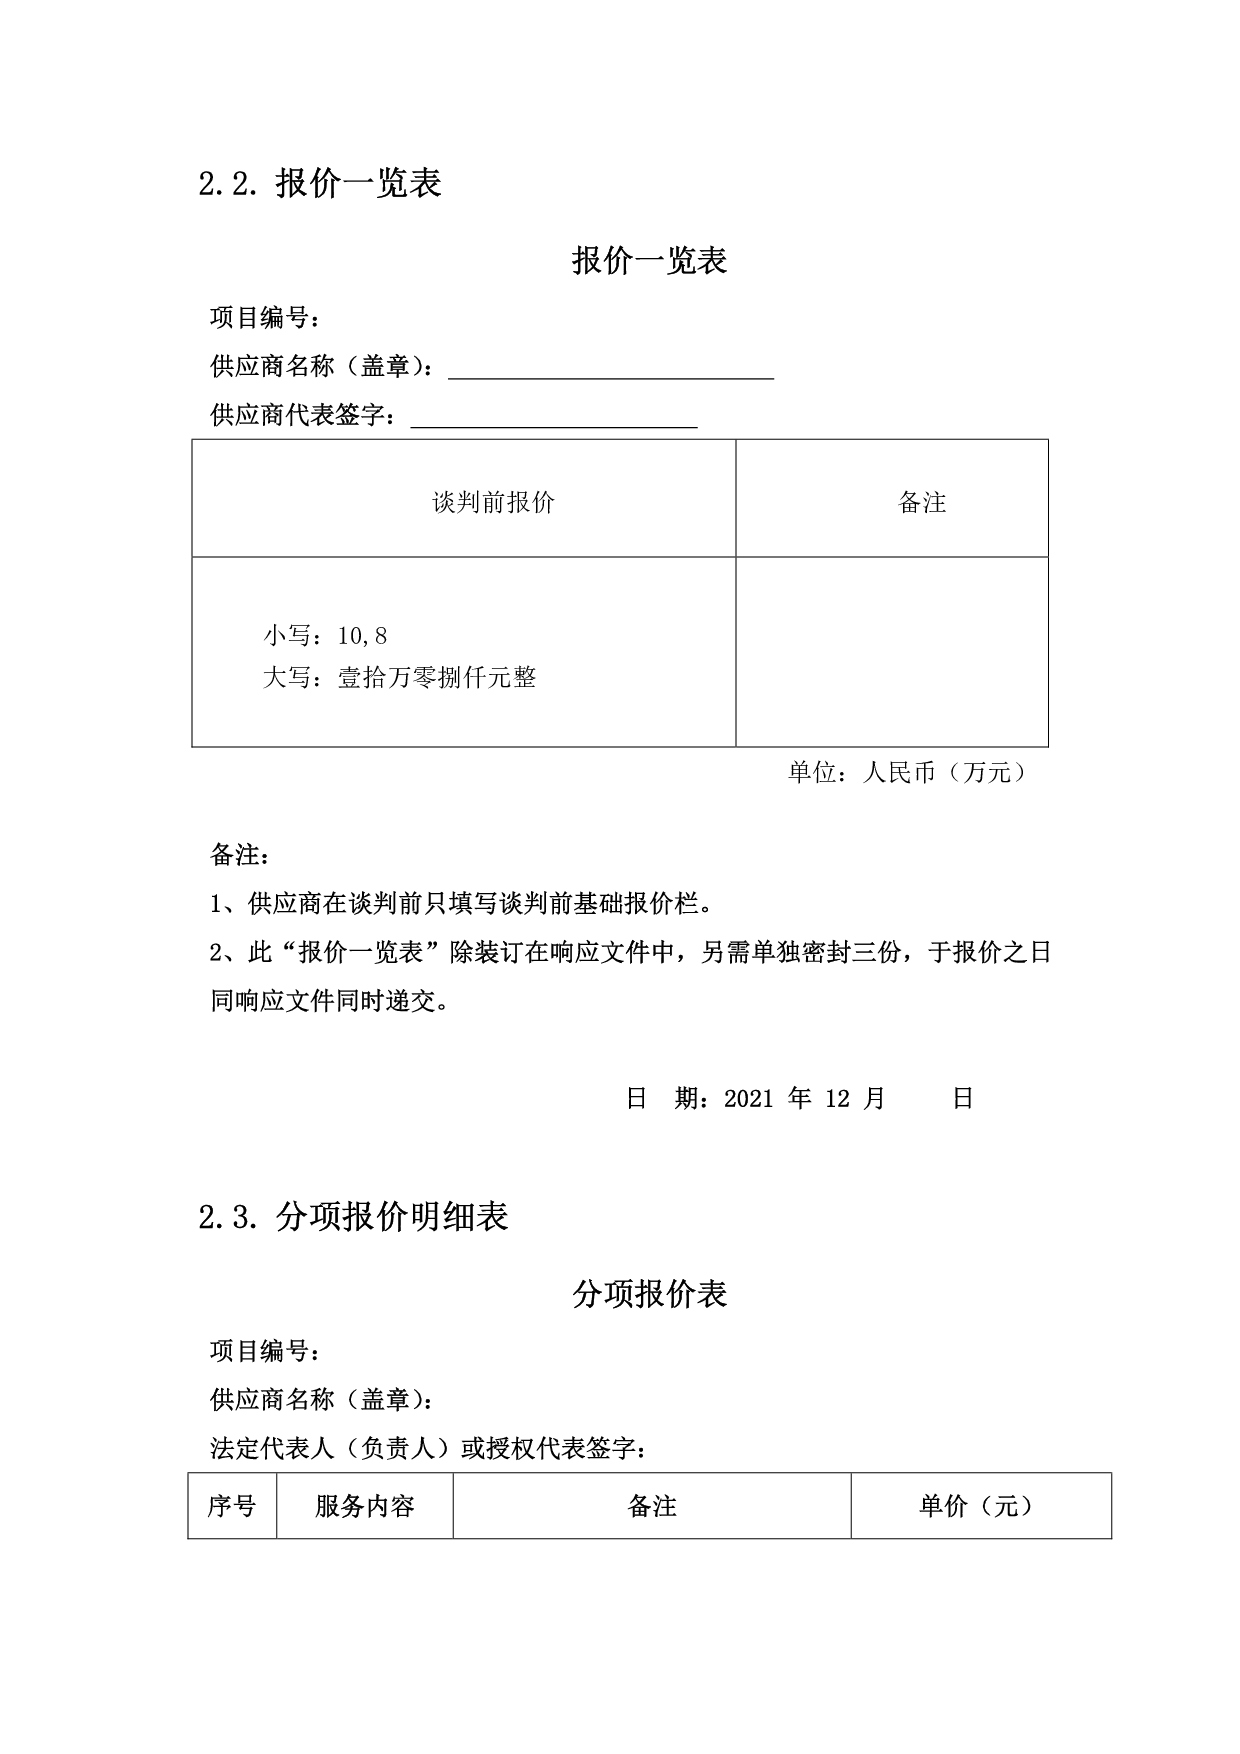 2.2. 报价一览表
报价一览表
项目编号：
供应商名称（盖章）：
供应商代表签字：
谈判前报价 备注
小写：10,8
大写：壹拾万零捌仟元整
单位：人民币（万元）
备注：
1、供应商在谈判前只填写谈判前基础报价栏。
2、此“报价一览表”除装订在响应文件中，另需单独密封三份，于报价之日
同响应文件同时递交。
日 期：2021 年 12 月 日
2.3. 分项报价明细表
分项报价表
项目编号：
供应商名称（盖章）：
法定代表人（负责人）或授权代表签字：
序号 服务内容 备注 单价（元）